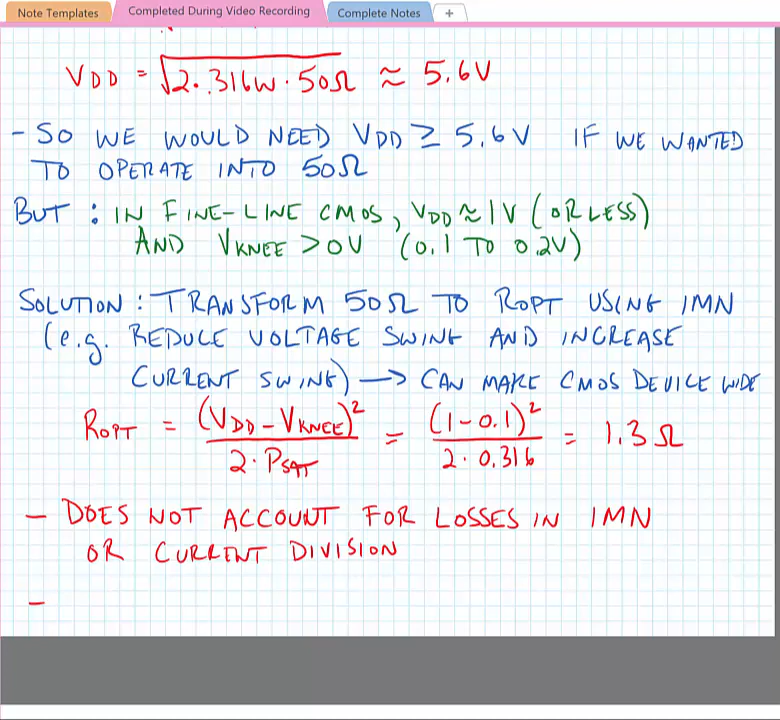 Note Templates Completed During Video Recording Complete Notes +
VDD = √2·.316W·50Ω ≈ 5.6V
- SO WE WOULD NEED VDD ≥ 5.6V IF WE WANTED
TO OPERATE INTO 50Ω
BUT: IN FINE-LINE CMOS, VDD ≈ 1V (OR LESS)
AND VKNEE > 0V (0.1 TO 0.2V)
SOLUTION: TRANSFORM 50Ω TO ROPT USING IMN
(e.g. REDUCE VOLTAGE SWING AND INCREASE
CURRENT SWING) → CAN MAKE CMOS DEVICE WIDE
ROPT = (VDD - VKNEE)² / 2·PSAT = (1-0.1)² / 2·0.316 = 1.3Ω
- DOES NOT ACCOUNT FOR LOSSES IN IMN
OR CURRENT DIVISION
-